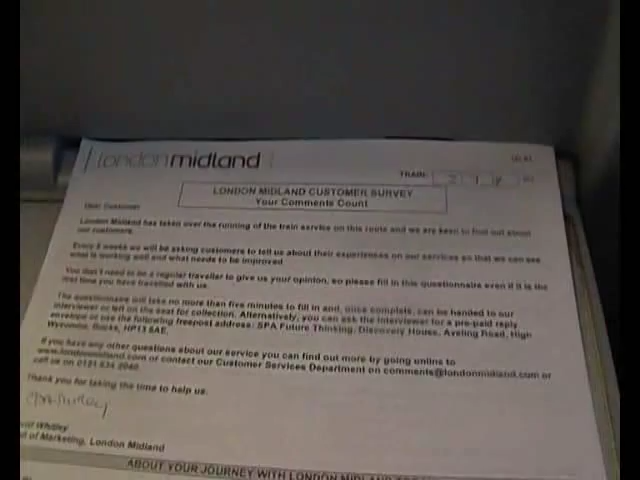 londonmidland
TRAIN:
LONDON MIDLAND CUSTOMER SURVEY
Your Comments Count
Dear Customer
London Midland has taken over the running of the train service on this route and we are keen to find out about
our customers.
Every 4 weeks we will be asking customers to tell us about their experiences on our services so that we can see
what is working well and what needs to be improved
You don't need to be a regular traveller to give us your opinion, so please fill in this questionnaire even if it is the
first time you have travelled with us.
The questionnaire will take no more than five minutes to fill in and, once complete, can be handed to our
interviewer or left on the seat for collection. Alternatively, you can ask the interviewer for a pre-paid reply
envelope or use the following freepost address: SPA Future Thinking, Discovery House, Aveling Road, High
Wycombe, Bucks, HP13 5AE.
If you have any other questions about our service you can find out more by going online to
www.londonmidland.com or contact our Customer Services Department on comments@londonmidland.com or
call us on 0121 634 2040
Thank you for taking the time to help us.
Whitley
of Marketing, London Midland
ABOUT YOUR JOURNEY WITH LONDON MIDLAND